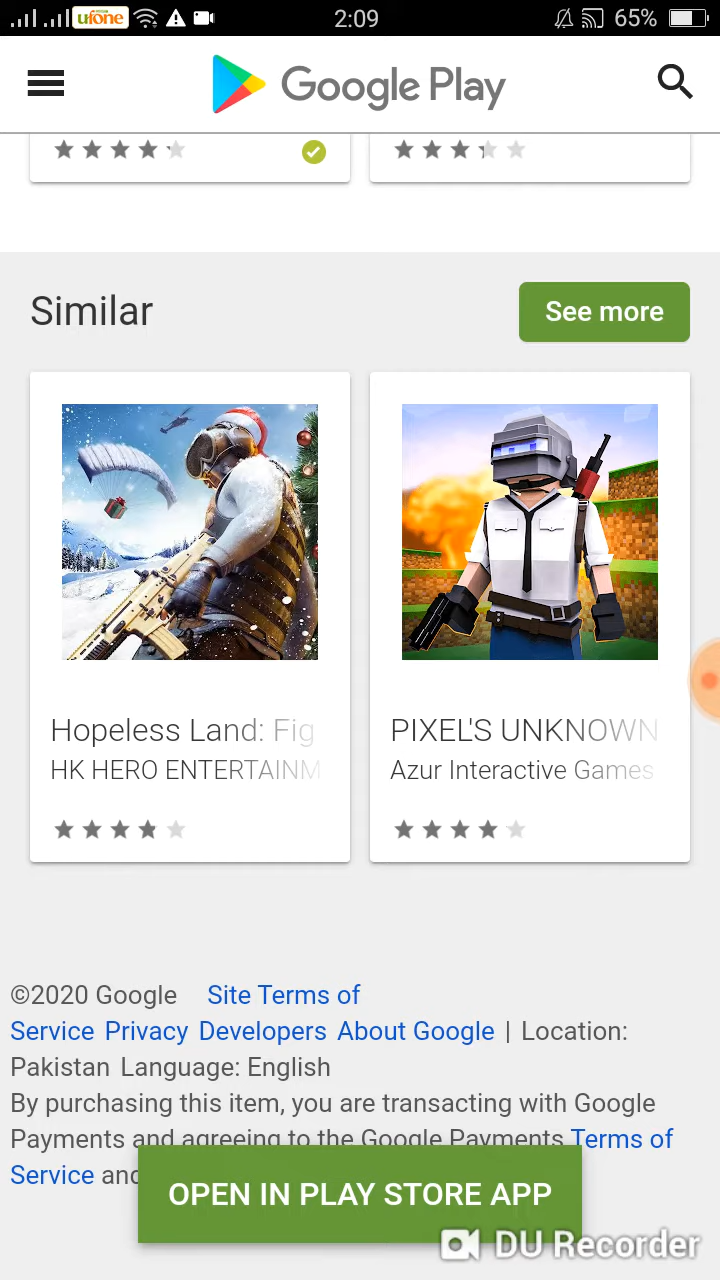 ufone 2:09 65%
Google Play
Similar
See more
Hopeless Land: Fig
PIXEL'S UNKNOWN
HK HERO ENTERTAINM
Azur Interactive Games
©2020 Google Site Terms of
Service Privacy Developers About Google | Location:
Pakistan Language: English
By purchasing this item, you are transacting with Google
Payments and agreeing to the Google Payments Terms of
Service and
OPEN IN PLAY STORE APP
DU Recorder